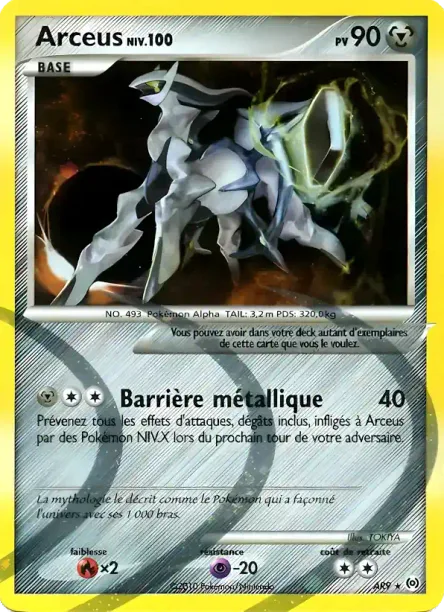 Arceus NIV.100 PV 90
BASE
NO. 493 Pokémon Alpha TAIL: 3,2 m PDS: 320,0kg
Vous pouvez avoir dans votre deck autant d'exemplaires
de cette carte que vous le voulez.
Barrière métallique 40
Prévenez tous les effets d'attaques, dégâts inclus, infligés à Arceus
par des Pokémon NIV.X lors du prochain tour de votre adversaire.
La mythologie le décrit comme le Pokémon qui a façonné
l'univers avec ses 1 000 bras.
Illus. TOKIYA
faiblesse résistance coût de retraite
×2 -20
©2010 Pokémon/Nintendo AR9